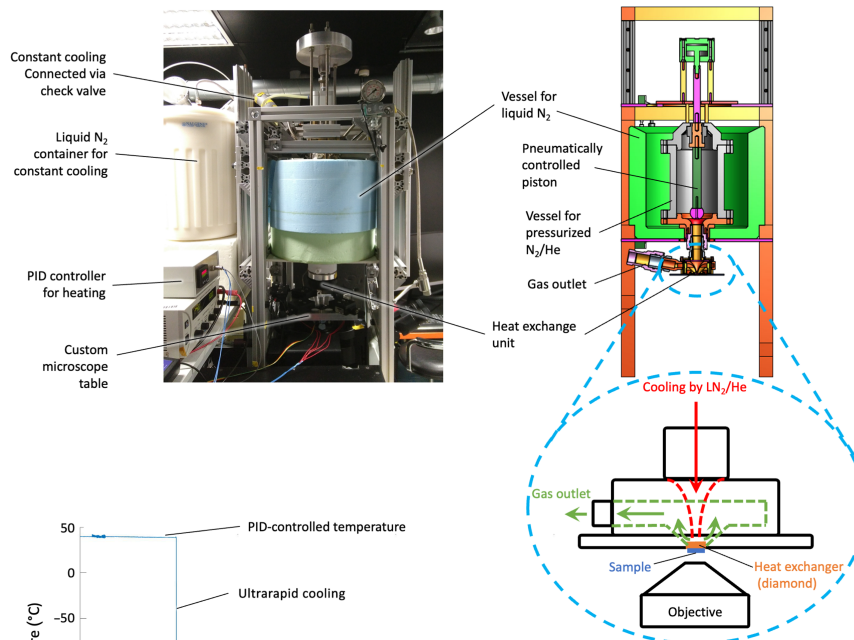 Constant cooling
Connected via
check valve
Liquid N₂
container for
constant cooling
PID controller
for heating
Custom
microscope
table
Vessel for
liquid N₂
Pneumatically
controlled
piston
Vessel for
pressurized
N₂/He
Gas outlet
Heat exchange
unit
Cooling by LN₂/He
Gas outlet
Sample
Heat exchanger
(diamond)
Objective
50
0
−50
PID-controlled temperature
Ultrarapid cooling
re (°C)